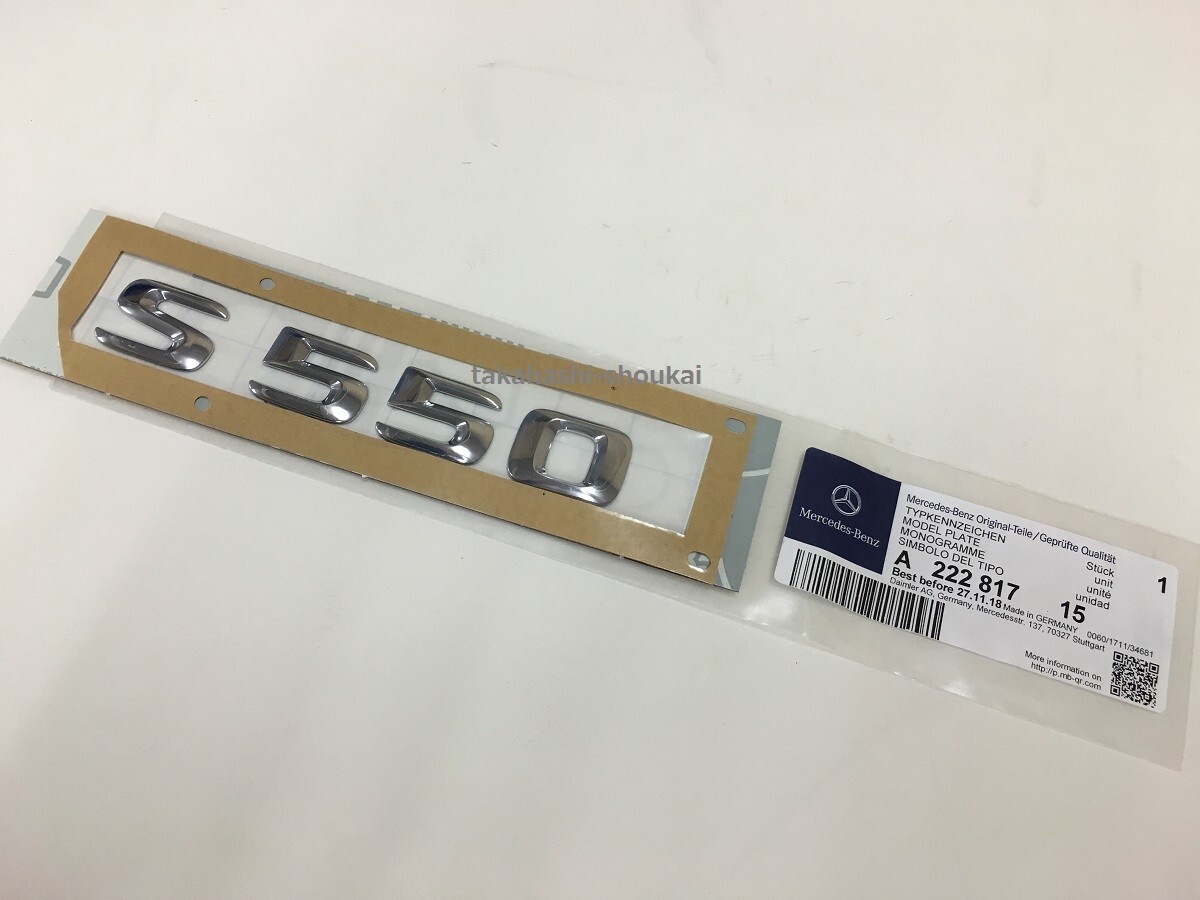 S 550
takahashi-shoukai
Mercedes-Benz
Mercedes-Benz Original-Teile/Geprüfte Qualität
TYPKENNZEICHEN
MODEL PLATE
MONOGRAMME
SIMBOLO DEL TIPO
Stück
unit
unité
unidad
1
A 222 817 15
Best before 27.11.18 Made in GERMANY 0060/1711/34681
Daimler AG, Germany, Mercedesstr. 137, 70327 Stuttgart
More information on
http://p.mb-qr.com